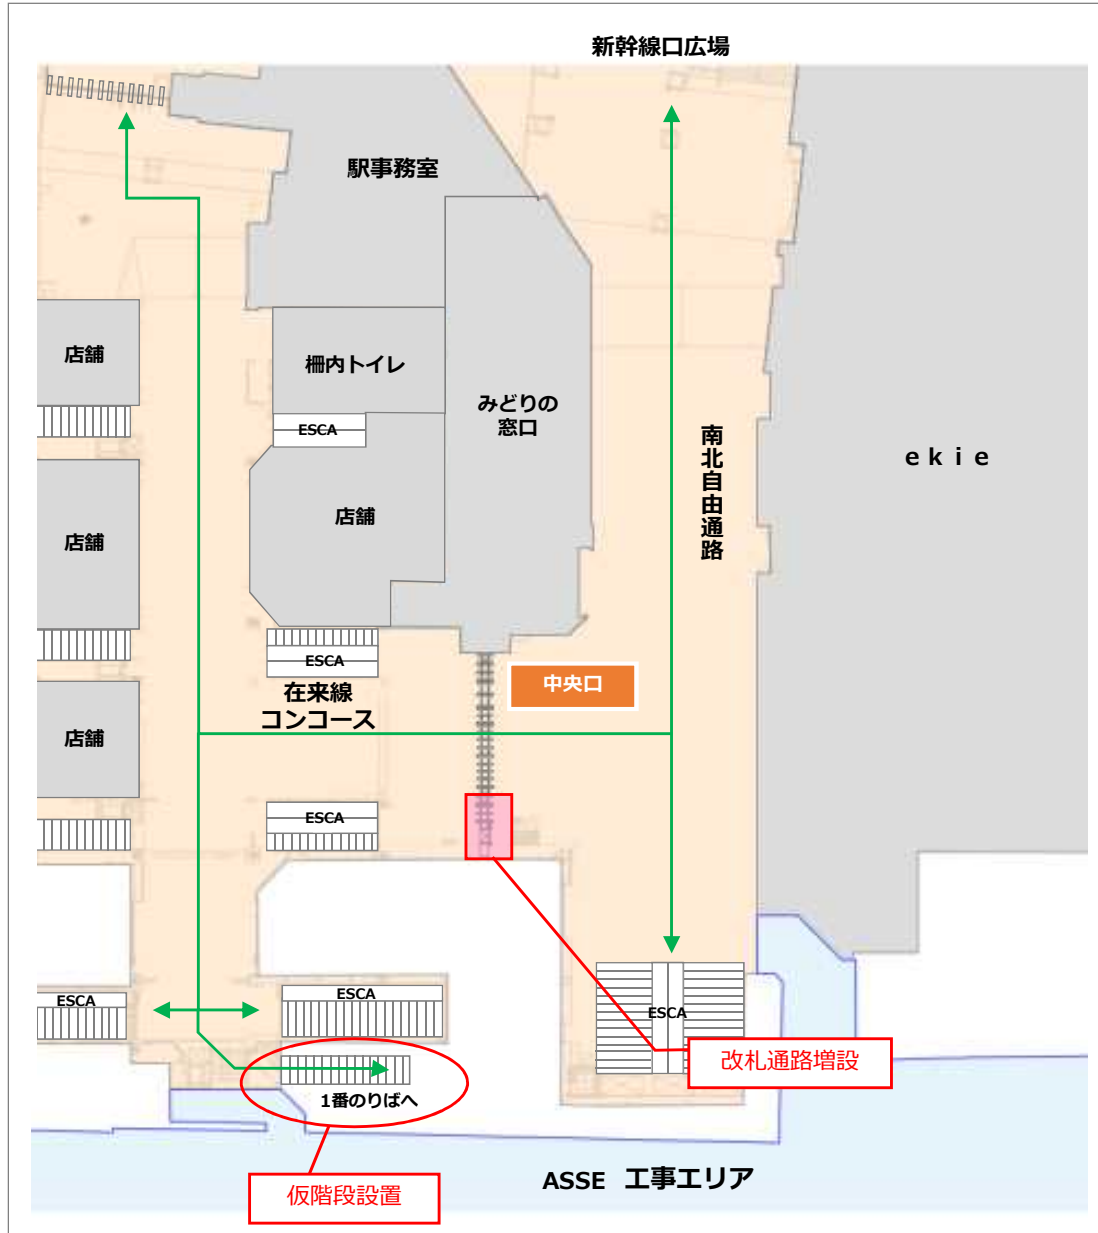 新幹線口広場
駅事務室
店舗
柵内トイレ
みどりの
窓口
ESCA
南北自由通路
ekie
店舗
店舗
ESCA
中央口
在来線
コンコース
店舗
ESCA
ESCA
ESCA
ESCA
改札通路増設
1番のりばへ
仮階段設置
ASSE 工事エリア